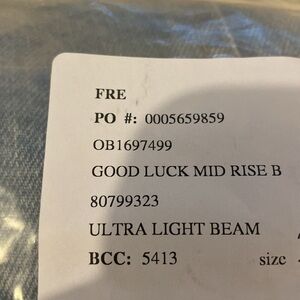 FRE
PO #: 0005659859
OB1697499
GOOD LUCK MID RISE B
80799323
ULTRA LIGHT BEAM
BCC: 5413 size